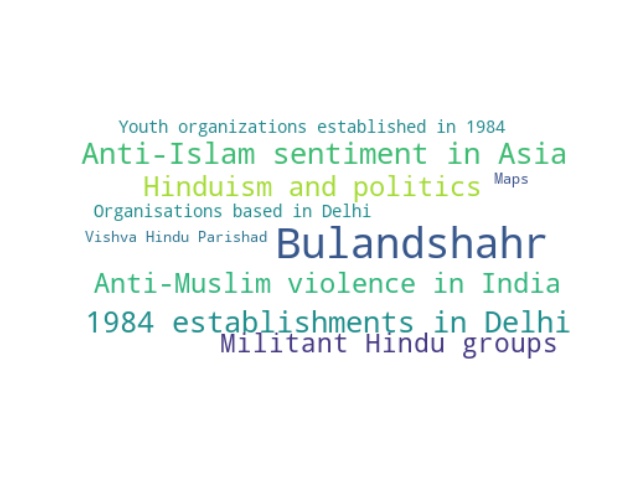 Youth organizations established in 1984
Anti-Islam sentiment in Asia
Hinduism and politics
Maps
Organisations based in Delhi
Vishva Hindu Parishad
Bulandshahr
Anti-Muslim violence in India
1984 establishments in Delhi
Militant Hindu groups